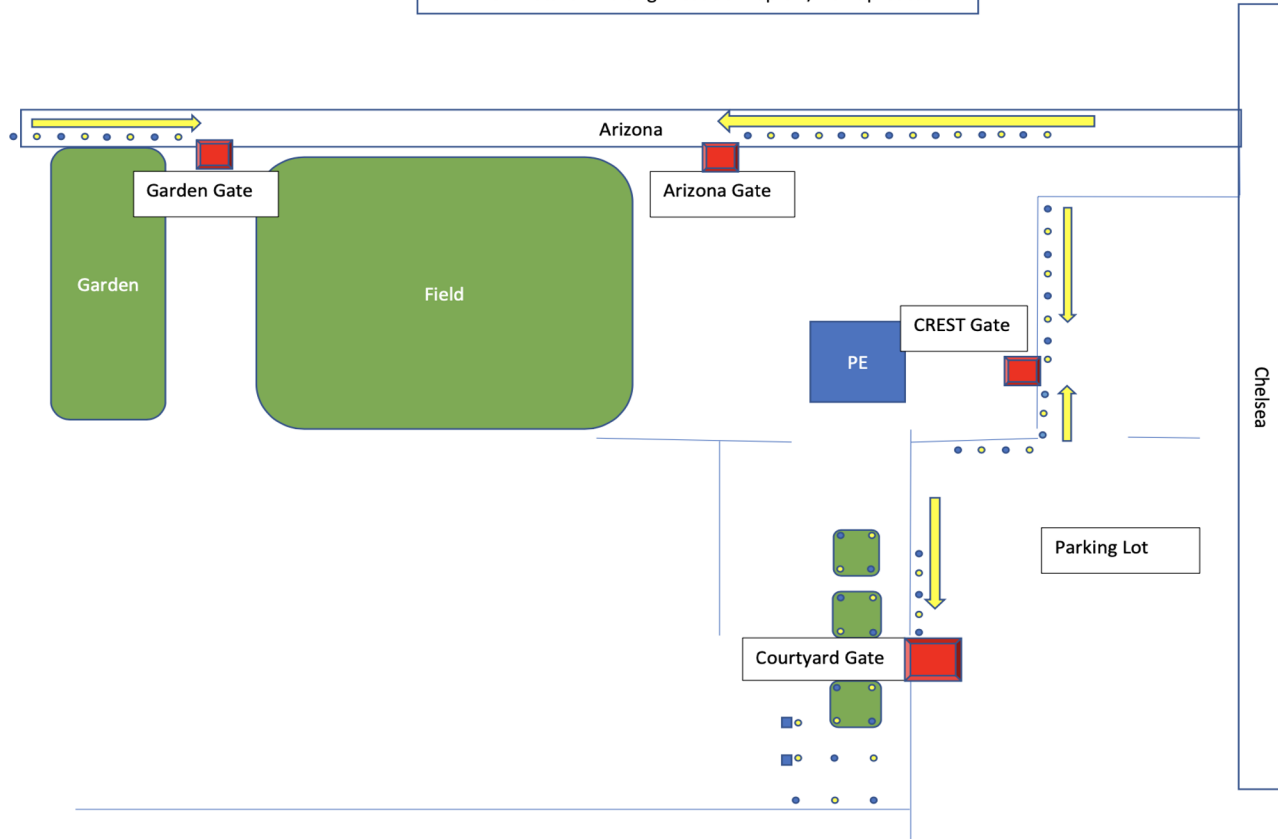 Arizona
Garden Gate
Arizona Gate
Garden
Field
CREST Gate
PE
Chelsea
Parking Lot
Courtyard Gate